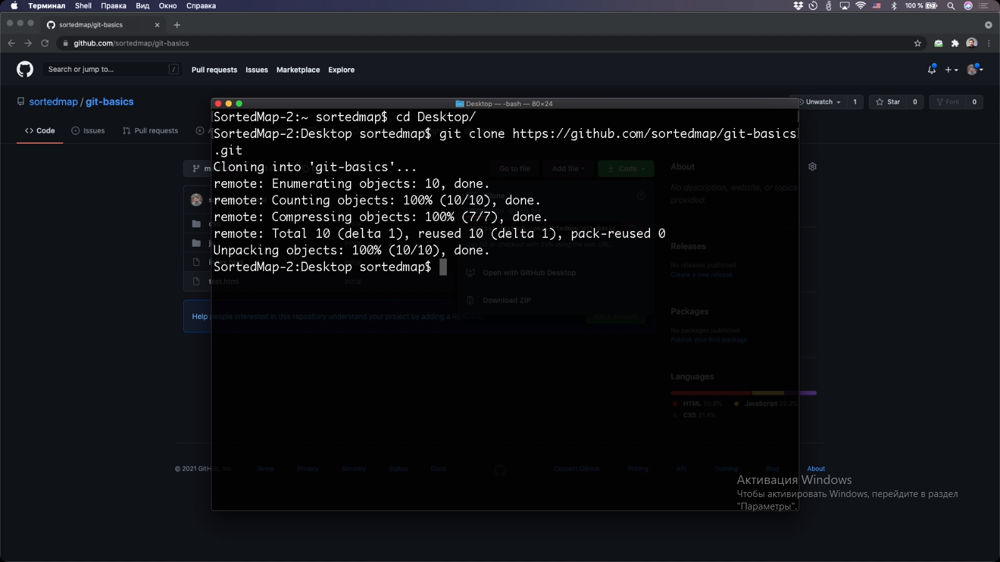 Терминал Shell Правка Вид Окно Справка 100 %
sortedmap/git-basics
github.com/sortedmap/git-basics
Search or jump to... / Pull requests Issues Marketplace Explore
sortedmap / git-basics
Unwatch 1 Star 0 Fork 0
Code Issues Pull requests
Desktop — -bash — 80×24
SortedMap-2:~ sortedmap$ cd Desktop/
SortedMap-2:Desktop sortedmap$ git clone https://github.com/sortedmap/git-basics
.git
Cloning into 'git-basics'...
remote: Enumerating objects: 10, done.
remote: Counting objects: 100% (10/10), done.
remote: Compressing objects: 100% (7/7), done.
remote: Total 10 (delta 1), reused 10 (delta 1), pack-reused 0
Unpacking objects: 100% (10/10), done.
SortedMap-2:Desktop sortedmap$
Go to file Add file Code
Clone
Open with GitHub Desktop
Download ZIP
test.html initial
Help people interested in this repository understand your project by adding a README.
Add a README
About
No description, website, or topics
provided.
Releases
No releases published
Create a new release
Packages
No packages published
Publish your first package
Languages
HTML 55.8% JavaScript 22.3%
CSS 21.9%
© 2021 GitHub, Inc. Terms Privacy Security Status Docs Contact GitHub Pricing API Training Blog About
Активация Windows
Чтобы активировать Windows, перейдите в раздел
"Параметры".